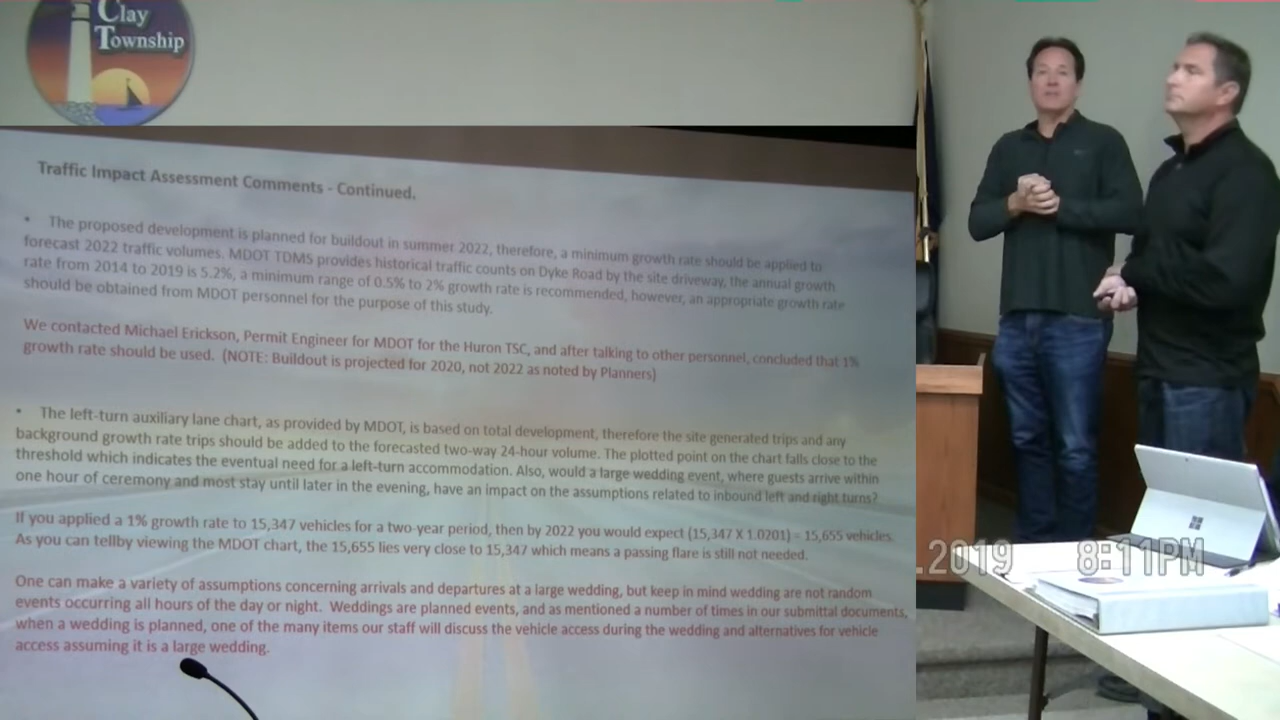 Clay
Township
Traffic Impact Assessment Comments - Continued.
• The proposed development is planned for buildout in summer 2022, therefore, a minimum growth rate should be applied to
forecast 2022 traffic volumes. MDOT TDMS provides historical traffic counts on Dyke Road by the site driveway, the annual growth
rate from 2014 to 2019 is 5.2%, a minimum range of 0.5% to 2% growth rate is recommended, however, an appropriate growth rate
should be obtained from MDOT personnel for the purpose of this study.
We contacted Michael Erickson, Permit Engineer for MDOT for the Huron TSC, and after talking to other personnel, concluded that 1%
growth rate should be used. (NOTE: Buildout is projected for 2020, not 2022 as noted by Planners)
• The left-turn auxiliary lane chart, as provided by MDOT, is based on total development, therefore the site generated trips and any
background growth rate trips should be added to the forecasted two-way 24-hour volume. The plotted point on the chart falls close to the
threshold which indicates the eventual need for a left-turn accommodation. Also, would a large wedding event, where guests arrive within
one hour of ceremony and most stay until later in the evening, have an impact on the assumptions related to inbound left and right turns?
If you applied a 1% growth rate to 15,347 vehicles for a two-year period, then by 2022 you would expect (15,347 X 1.0201) = 15,655 vehicles.
As you can tellby viewing the MDOT chart, the 15,655 lies very close to 15,347 which means a passing flare is still not needed.
One can make a variety of assumptions concerning arrivals and departures at a large wedding, but keep in mind wedding are not random
events occurring all hours of the day or night. Weddings are planned events, and as mentioned a number of times in our submittal documents,
when a wedding is planned, one of the many items our staff will discuss the vehicle access during the wedding and alternatives for vehicle
access assuming it is a large wedding.
.2019 8:11PM